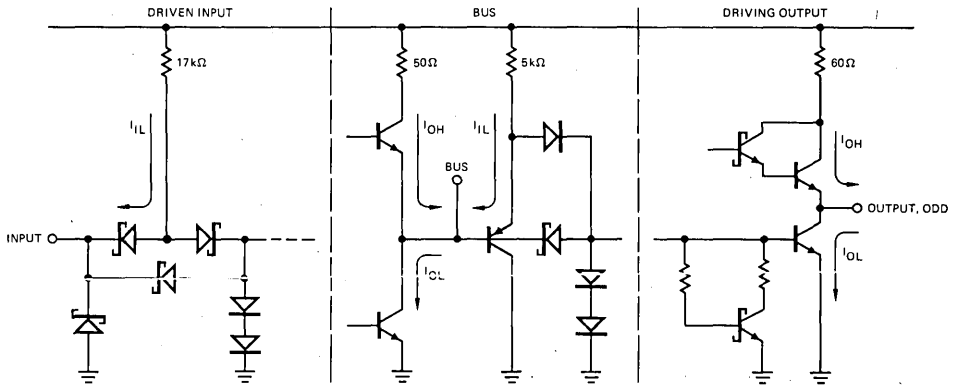 DRIVEN INPUT
BUS
DRIVING OUTPUT
17kΩ
50Ω
5kΩ
60Ω
IIL
IOH
IIL
IOH
BUS
INPUT
OUTPUT, ODD
IOL
IOL